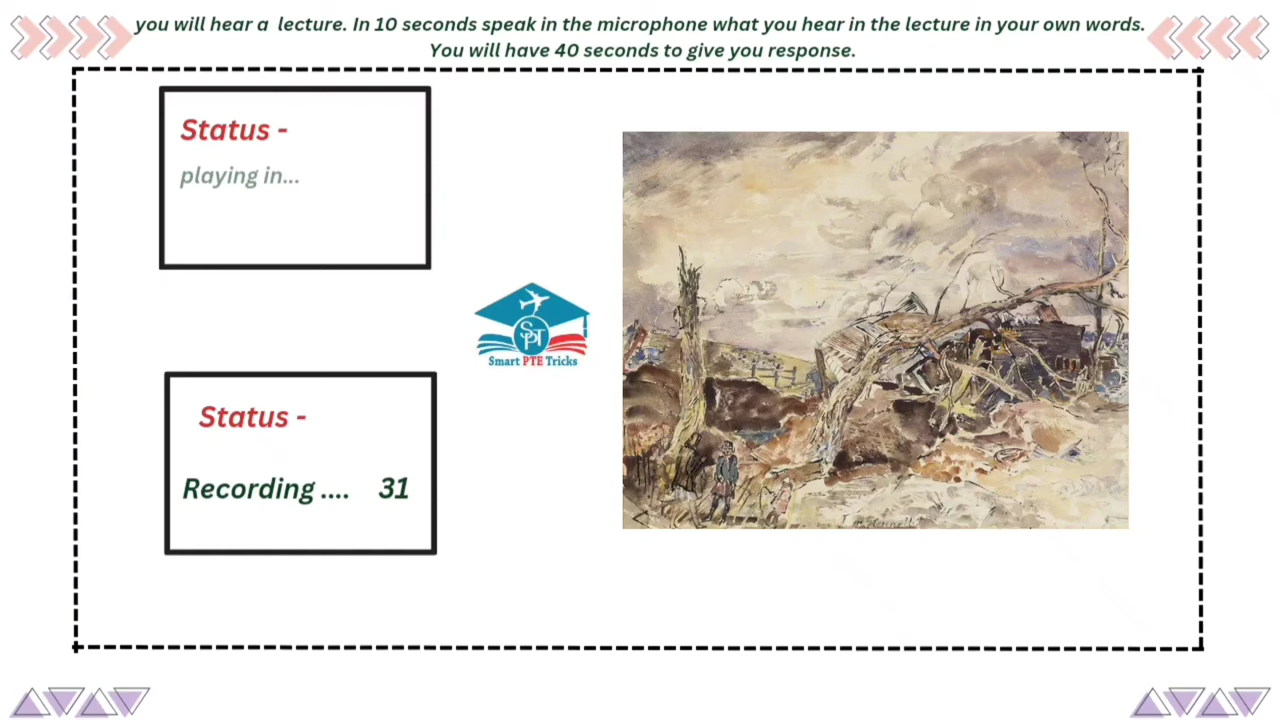 you will hear a lecture. In 10 seconds speak in the microphone what you hear in the lecture in your own words.
You will have 40 seconds to give you response.
Status -
playing in...
SPT
Smart PTE Tricks
Status -
Recording .... 31